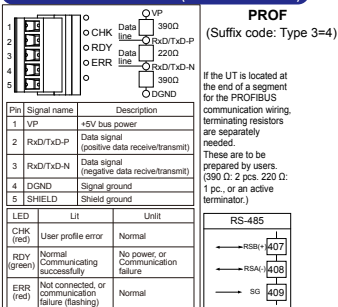 PROF
(Suffix code: Type 3=4)
1
2
3
4
5
CHK
RDY
ERR
VP
390Ω
Data line
RxD/TxD-P
220Ω
Data line
RxD/TxD-N
390Ω
DGND
If the UT is located at
the end of a segment
for the PROFIBUS
communication wiring,
terminating resistors
are separately
needed.
These are to be
prepared by users.
(390 Ω: 2 pcs. 220 Ω:
1 pc., or an active
terminator.)
Pin Signal name Description
1 VP +5V bus power
2 RxD/TxD-P Data signal
(positive data receive/transmit)
3 RxD/TxD-N Data signal
(negative data recive/transmit)
4 DGND Signal ground
5 SHIELD Shield ground
LED Lit Unlit
CHK (red) User profile error Normal
RDY (green) Normal Communicating successfully No power, or Communication failure
ERR (red) Not connected, or communication failure (flashing) Normal
RS-485
RSB(+) 407
RSA(-) 408
SG 409